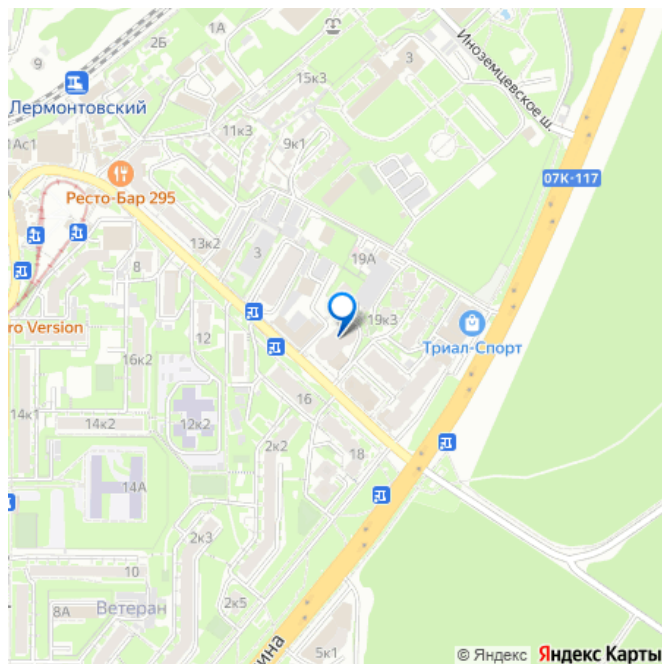 1А
2Б
9
3
Иноземцевское ш.
15к3
Лермонтовский
11к3
9к1
1Ас1
07К-117
Ресто-Бар 295
13к2
3
19А
8
ro Version
12
19к3
Триал-Спорт
16к2
16
14к1
14к2
12к2
2к2
18
14А
2к3
10
8А
Ветеран
2к5
ина
5к1
© Яндекс Яндекс Карты